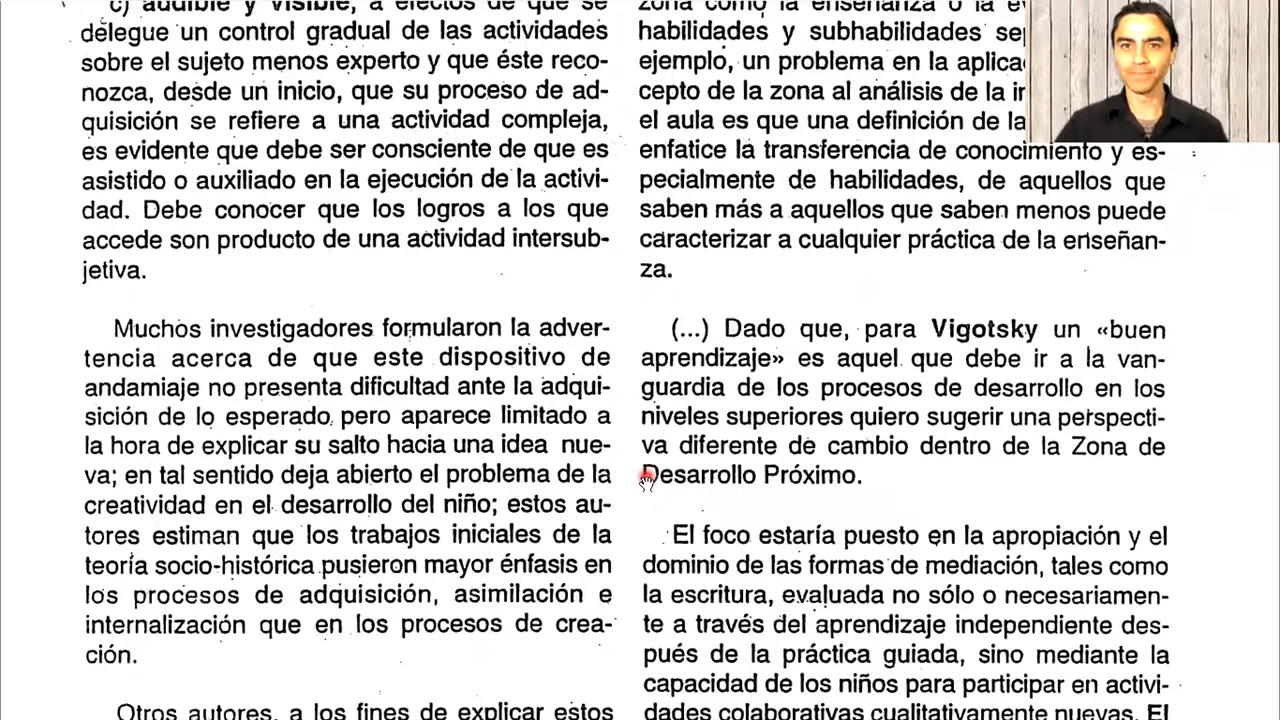 c) audible y visible, a efectos de que se
delegue un control gradual de las actividades
sobre el sujeto menos experto y que éste reco-
nozca, desde un inicio, que su proceso de ad-
quisición se refiere a una actividad compleja,
es evidente que debe ser consciente de que es
asistido o auxiliado en la ejecución de la activi-
dad. Debe conocer que los logros a los que
accede son producto de una actividad intersub-
jetiva.
Muchos investigadores formularon la adver-
tencia acerca de que este dispositivo de
andamiaje no presenta dificultad ante la adqui-
sición de lo esperado pero aparece limitado a
la hora de explicar su salto hacia una idea nue-
va; en tal sentido deja abierto el problema de la
creatividad en el desarrollo del niño; estos au-
tores estiman que los trabajos iniciales de la
teoría socio-histórica pusieron mayor énfasis en
los procesos de adquisición, asimilación e
internalización que en los procesos de crea-
ción.
Otros autores, a los fines de explicar estos
zona como la enseñanza o la
habilidades y subhabilidades
ejemplo, un problema en la
cepto de la zona al análisis de la
el aula es que una definición de la
enfatice la transferencia de conocimiento y es-
pecialmente de habilidades, de aquellos que
saben más a aquellos que saben menos puede
caracterizar a cualquier práctica de la enseñan-
za.
(...) Dado que, para Vigotsky un «buen
aprendizaje» es aquel que debe ir a la van-
guardia de los procesos de desarrollo en los
niveles superiores quiero sugerir una perspecti-
va diferente de cambio dentro de la Zona de
Desarrollo Próximo.
El foco estaría puesto en la apropiación y el
dominio de las formas de mediación, tales como
la escritura, evaluada no sólo o necesariamen-
te a través del aprendizaje independiente des-
pués de la práctica guiada, sino mediante la
capacidad de los niños para participar en activi-
dades colaborativas cualitativamente nuevas. El